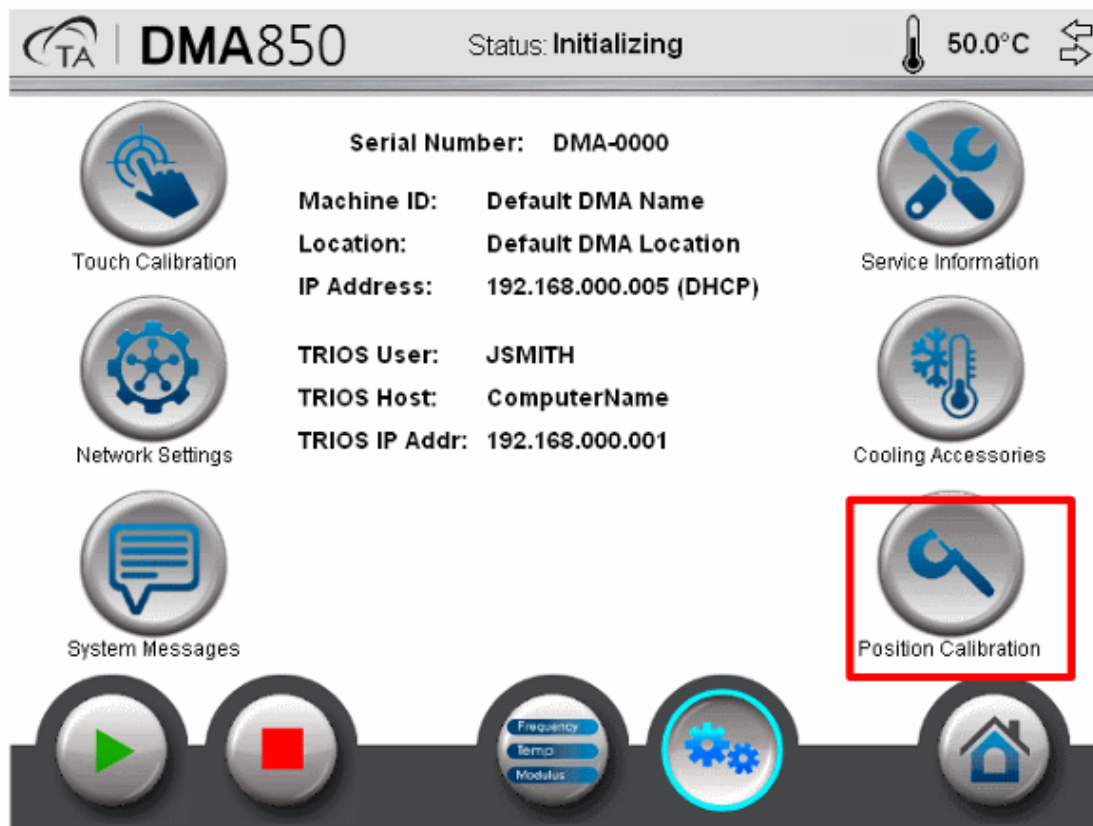 TA DMA850 Status: Initializing 50.0°C
Serial Number: DMA-0000
Machine ID: Default DMA Name
Location: Default DMA Location
IP Address: 192.168.000.005 (DHCP)
TRIOS User: JSMITH
TRIOS Host: ComputerName
TRIOS IP Addr: 192.168.000.001
Touch Calibration
Network Settings
System Messages
Service Information
Cooling Accessories
Position Calibration
Frequency
Temp
Modulus